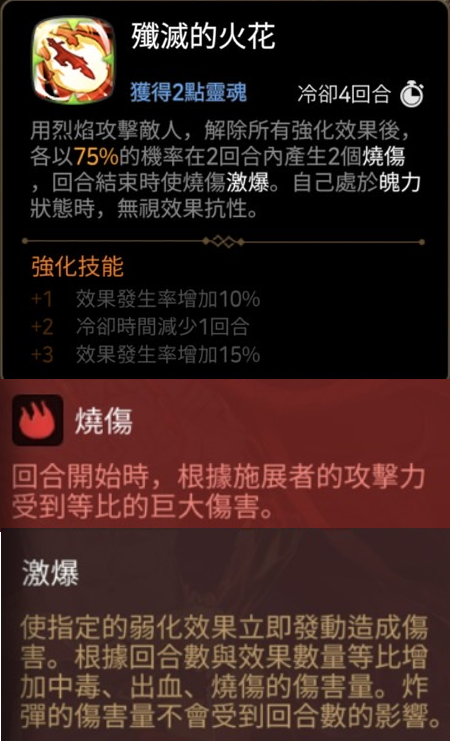 殲滅的火花
獲得2點靈魂
冷卻4回合
用烈焰攻擊敵人，解除所有強化效果後，
各以75%的機率在2回合內產生2個燒傷
，回合結束時使燒傷激爆。自己處於魄力
狀態時，無視效果抗性。
強化技能
+1 效果發生率增加10%
+2 冷卻時間減少1回合
+3 效果發生率增加15%
燒傷
回合開始時，根據施展者的攻擊力
受到等比的巨大傷害。
激爆
使指定的弱化效果立即發動造成傷
害。根據回合數與效果數量等比增
加中毒、出血、燒傷的傷害量。炸
彈的傷害量不會受到回合數的影響。